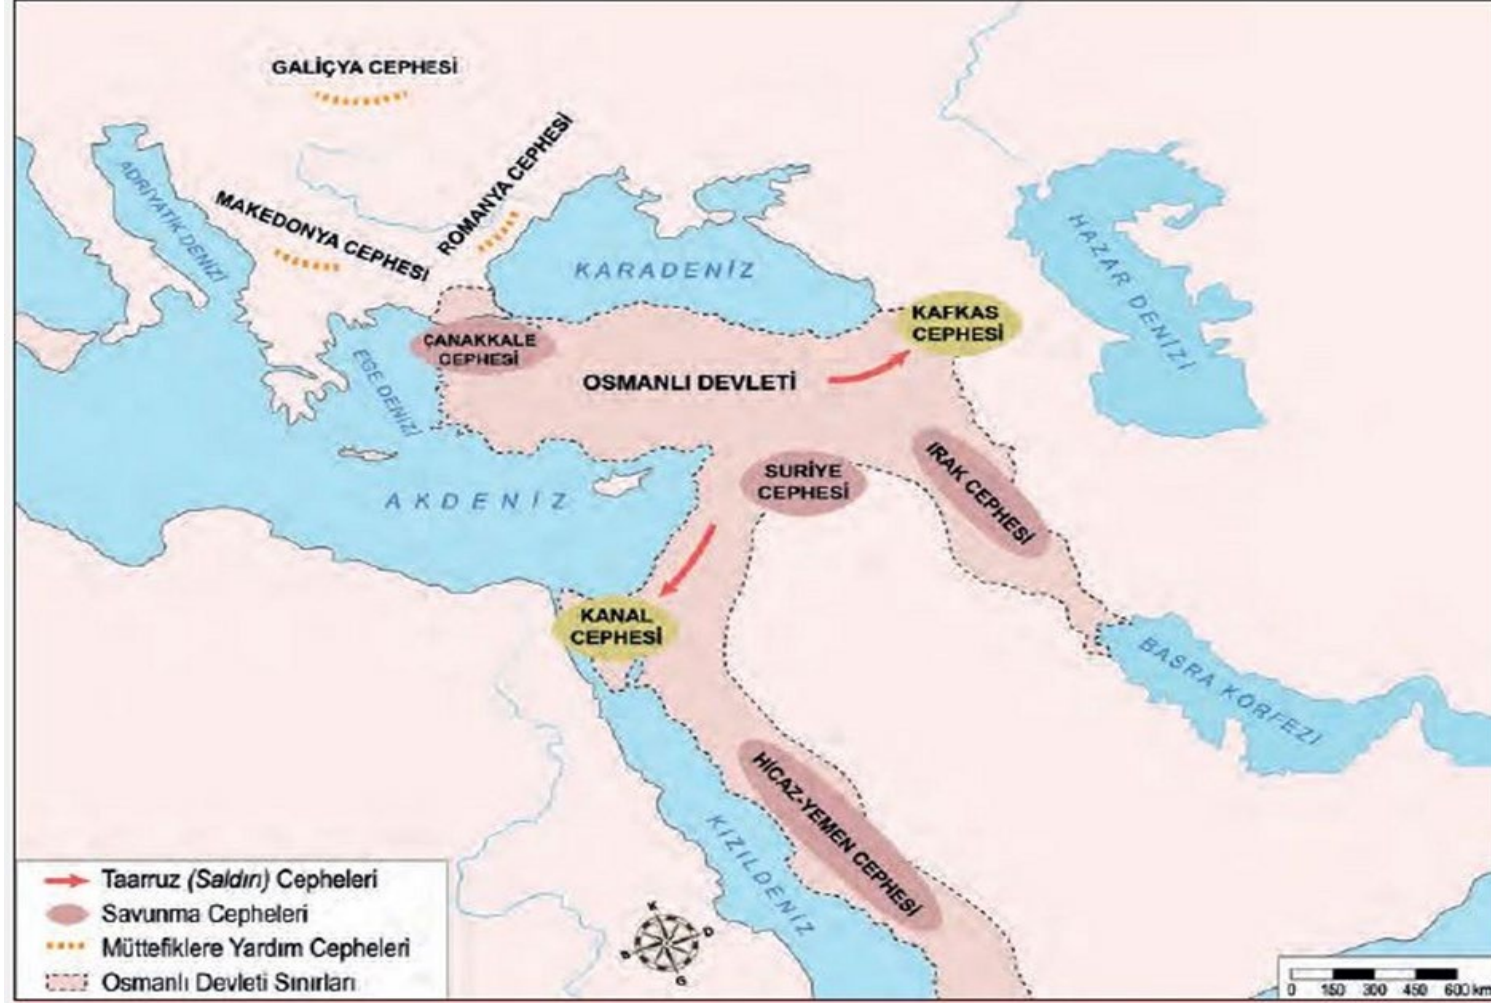 GALİÇYA CEPHESİ
ROMANYA CEPHESİ
MAKEDONYA CEPHESİ
ADRİYATİK DENİZİ
KARADENİZ
HAZAR DENİZİ
KAFKAS
CEPHESİ
ÇANAKKALE
CEPHESİ
EGE DENİZİ
OSMANLI DEVLETİ
IRAK CEPHESİ
SURİYE
CEPHESİ
AKDENİZ
KANAL
CEPHESİ
BASRA KÖRFEZİ
HİCAZ-YEMEN CEPHESİ
KIZILDENİZ
Taarruz (Saldırı) Cepheleri
Savunma Cepheleri
Müttefiklere Yardım Cepheleri
Osmanlı Devleti Sınırları
K
D
B
G
0 150 300 450 600 km